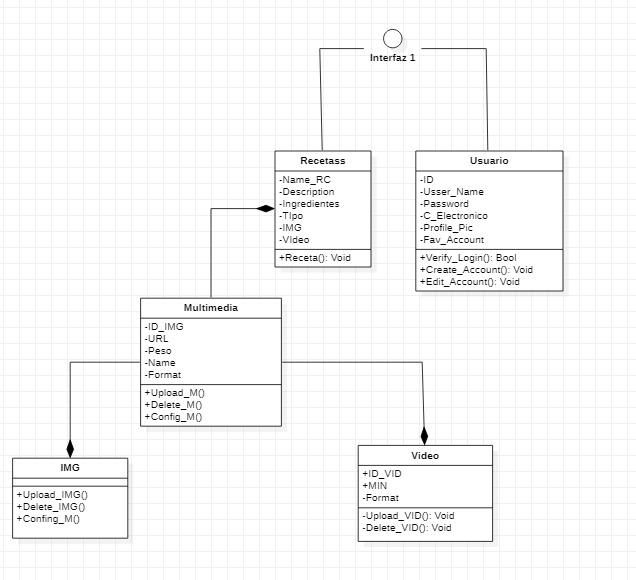 Interfaz 1
Recetass
-Name_RC
-Description
-Ingredientes
-TIpo
-IMG
-Video
+Receta(): Void
Usuario
-ID
-Usser_Name
-Password
-C_Electronico
-Profile_Pic
-Fav_Account
+Verify_Login(): Bool
+Create_Account(): Void
+Edit_Account(): Void
Multimedia
-ID_IMG
-URL
-Peso
-Name
-Format
+Upload_M()
+Delete_M()
+Config_M()
IMG
+Upload_IMG()
+Delete_IMG()
+Confing_M()
Video
+ID_VID
+MIN
-Format
-Upload_VID(): Void
-Delete_VID(): Void